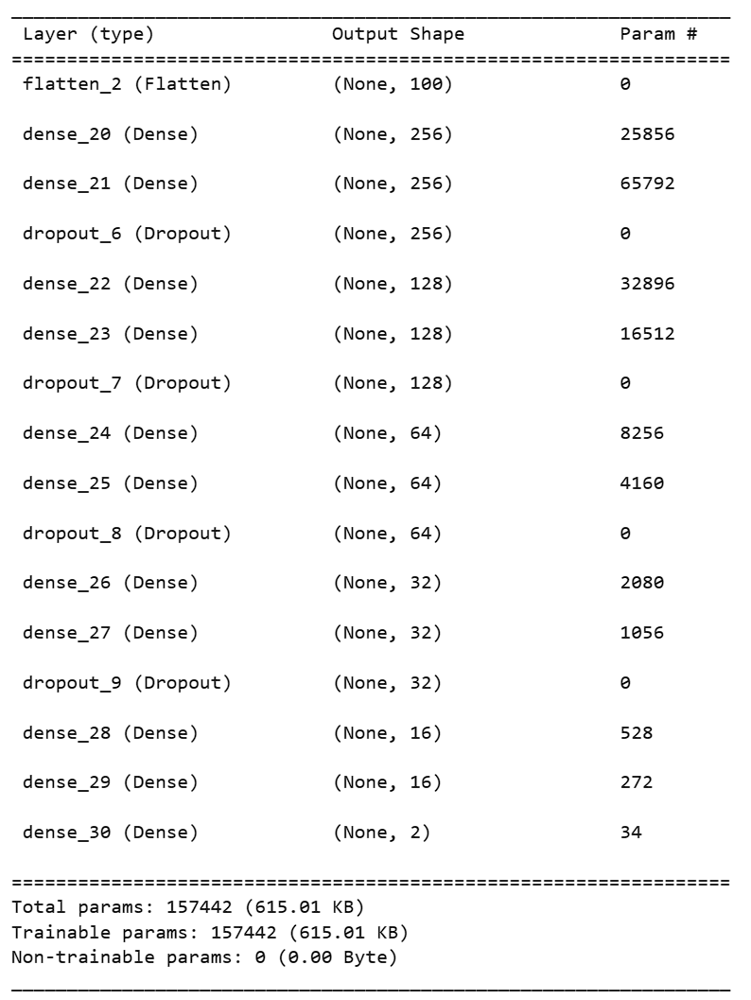 Layer (type) Output Shape Param #
=================================================================
flatten_2 (Flatten) (None, 100) 0
dense_20 (Dense) (None, 256) 25856
dense_21 (Dense) (None, 256) 65792
dropout_6 (Dropout) (None, 256) 0
dense_22 (Dense) (None, 128) 32896
dense_23 (Dense) (None, 128) 16512
dropout_7 (Dropout) (None, 128) 0
dense_24 (Dense) (None, 64) 8256
dense_25 (Dense) (None, 64) 4160
dropout_8 (Dropout) (None, 64) 0
dense_26 (Dense) (None, 32) 2080
dense_27 (Dense) (None, 32) 1056
dropout_9 (Dropout) (None, 32) 0
dense_28 (Dense) (None, 16) 528
dense_29 (Dense) (None, 16) 272
dense_30 (Dense) (None, 2) 34
=================================================================
Total params: 157442 (615.01 KB)
Trainable params: 157442 (615.01 KB)
Non-trainable params: 0 (0.00 Byte)